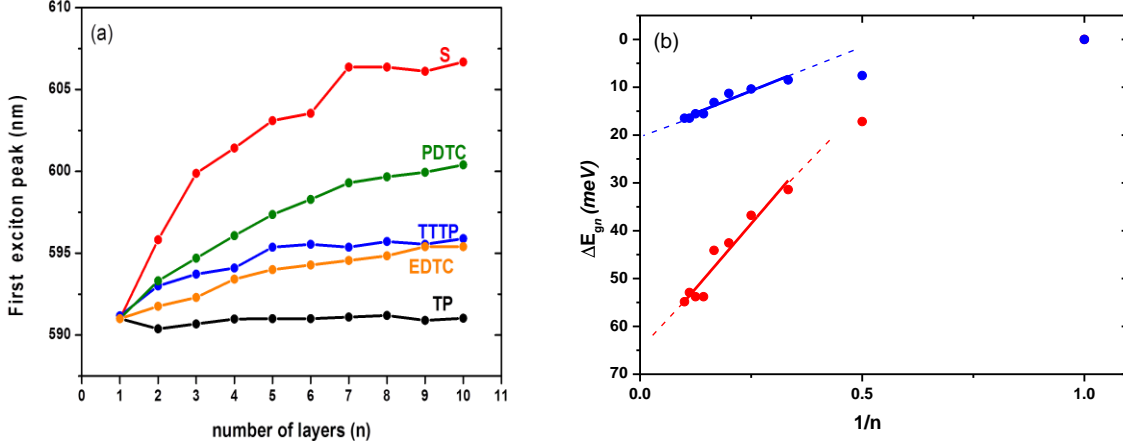 (a)
First exciton peak (nm)
610
605
600
595
590
S
PDTC
TTTP
EDTC
TP
0 1 2 3 4 5 6 7 8 9 10 11
number of layers (n)
(b)
ΔE_gn (meV)
0
10
20
30
40
50
60
70
0.0 0.5 1.0
1/n